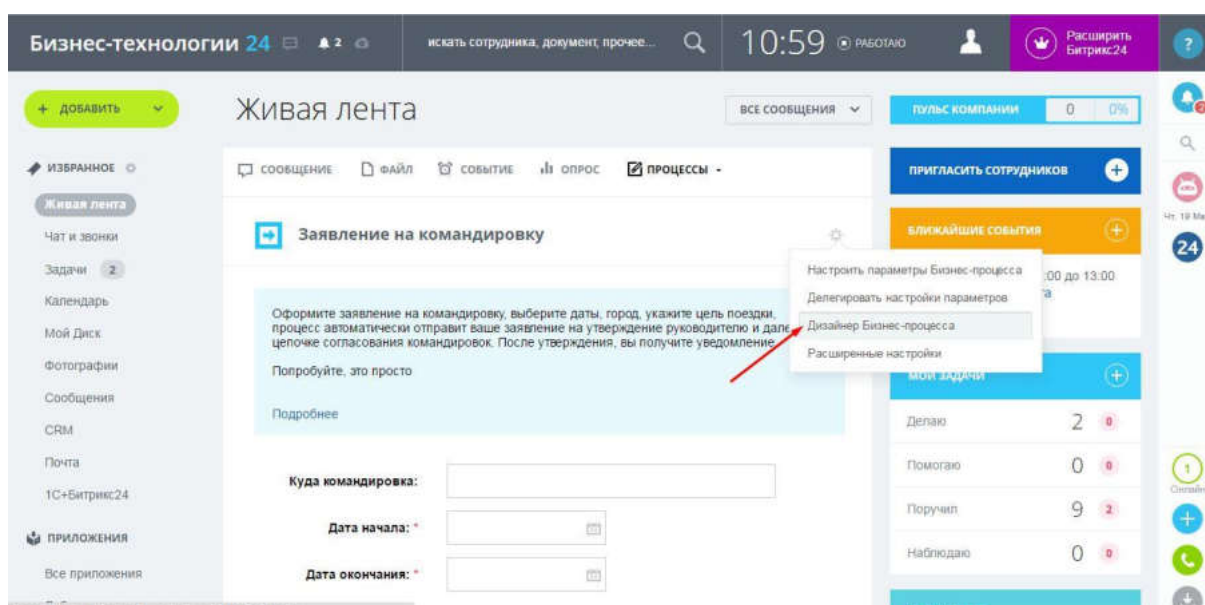 Бизнес-технологии 24
2
искать сотрудника, документ, прочее...
10:59
РАБОТАЮ
Расширить
Битрикс24
?
+ ДОБАВИТЬ
Живая лента
ВСЕ СООБЩЕНИЯ
ПУЛЬС КОМПАНИИ
0
0%
ИЗБРАННОЕ
СООБЩЕНИЕ
ФАЙЛ
СОБЫТИЕ
ОПРОС
ПРОЦЕССЫ
ПРИГЛАСИТЬ СОТРУДНИКОВ
Живая лента
Чат и звонки
Задачи 2
Календарь
Мой Диск
Фотографии
Сообщения
CRM
Почта
1С+Битрикс24
ПРИЛОЖЕНИЯ
Все приложения
Заявление на командировку
Оформите заявление на командировку, выберите даты, город, укажите цель поездки,
процесс автоматически отправит ваше заявление на утверждение руководителю и дале
цепочке согласования командировок. После утверждения, вы получите уведомление
Попробуйте, это просто
Подробнее
Куда командировка:
Дата начала: *
Дата окончания: *
Настроить параметры Бизнес-процесса
Делегировать настройки параметров
Дизайнер Бизнес-процесса
Расширенные настройки
БЛИЖАЙШИЕ СОБЫТИЯ
:00 до 13:00
МОИ ЗАДАЧИ
Делаю 2 0
Помогаю 0 0
Поручил 9 2
Наблюдаю 0 0
24
1
Онлайн